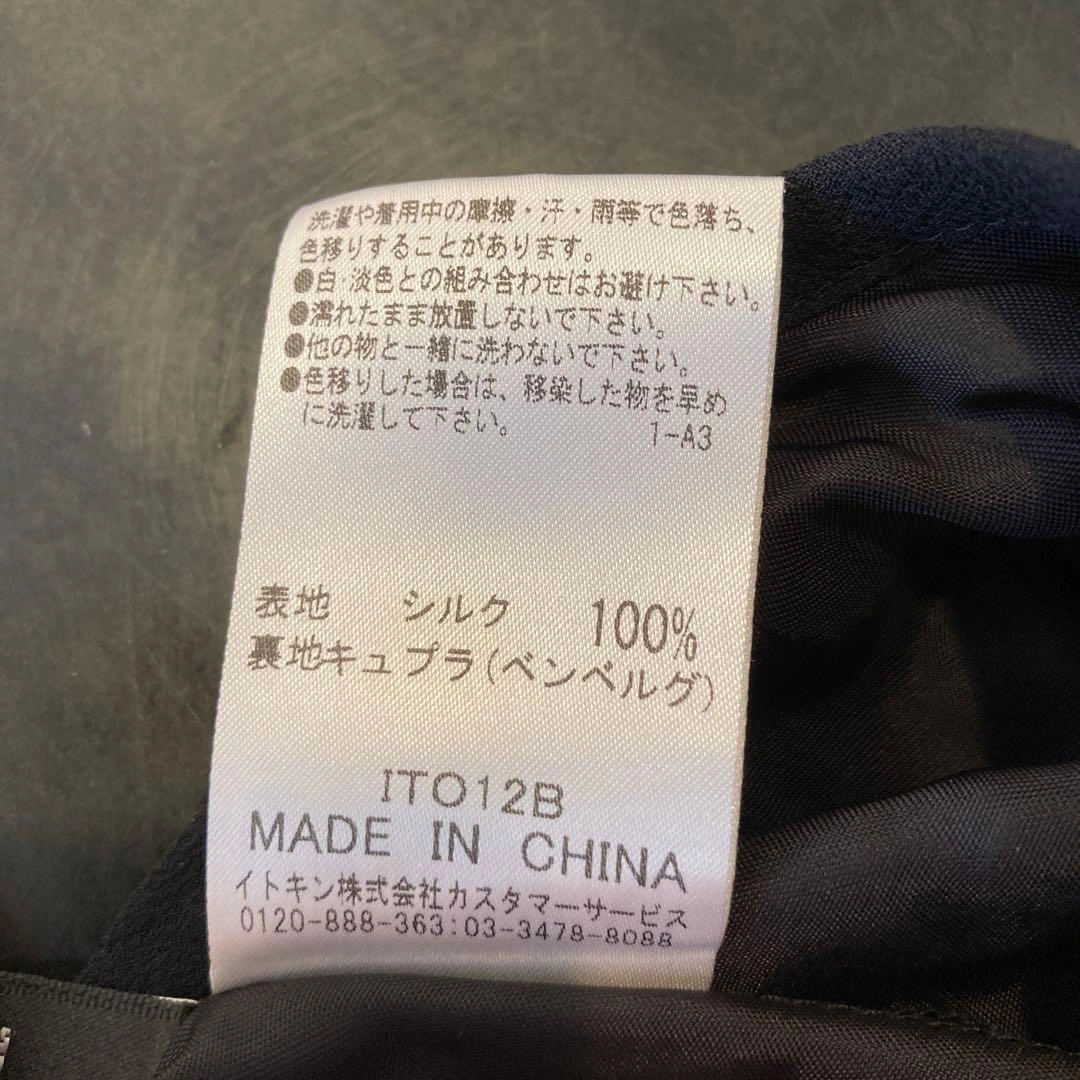 洗濯や着用中の摩擦・汗・雨等で色落ち、
色移りすることがあります。
●白・淡色との組み合わせはお避け下さい。
●濡れたまま放置しないで下さい。
●他の物と一緒に洗わないで下さい。
●色移りした場合は、移染した物を早め
に洗濯して下さい。 1-A3
表地 シルク 100%
裏地キュプラ(ベンベルグ)
ITO12B
MADE IN CHINA
イトキン株式会社カスタマーサービス
0120-888-363:03-3478-8088